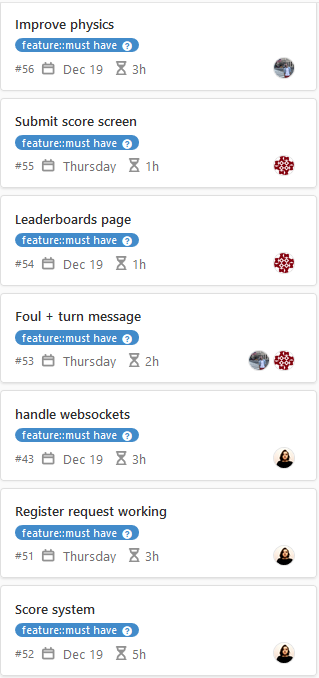 Improve physics
feature::must have ?
#56 Dec 19 3h
Submit score screen
feature::must have ?
#55 Thursday 1h
Leaderboards page
feature::must have ?
#54 Dec 19 1h
Foul + turn message
feature::must have ?
#53 Thursday 2h
handle websockets
feature::must have ?
#43 Dec 19 3h
Register request working
feature::must have ?
#51 Thursday 3h
Score system
feature::must have ?
#52 Dec 19 5h